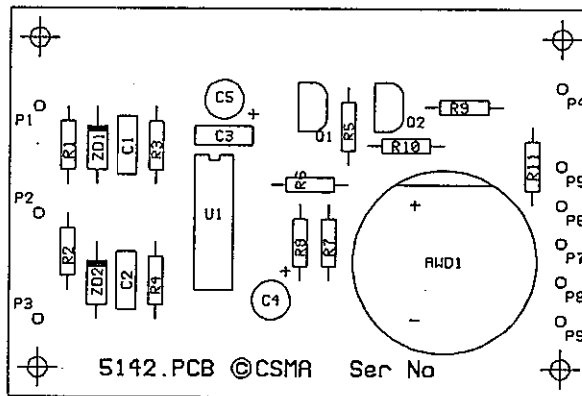 C5
P4
P1
+
R1
ZD1
C1
R3
C3
Q1
R5
Q2
R9
R10
R11
P5
R6
P2
U1
+
P6
R2
R8
R7
AWD1
P7
+
ZD2
C2
R4
C4
P8
P3
−
P9
5142.PCB ©CSMA Ser No